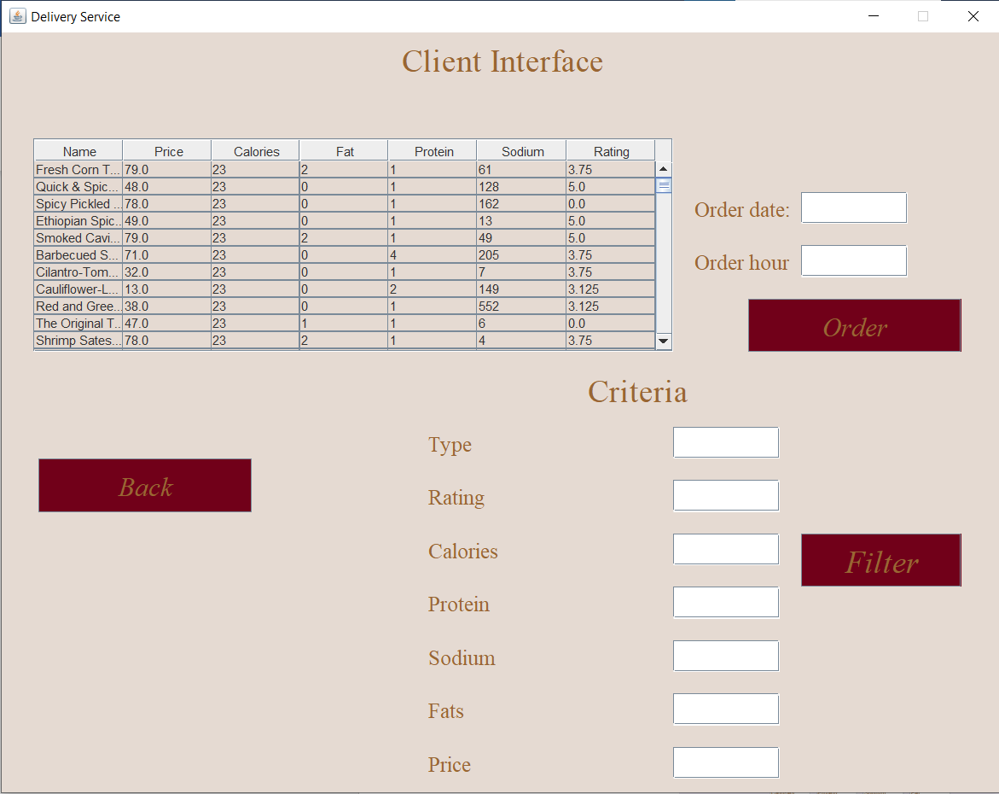 Delivery Service
Client Interface
Name Price Calories Fat Protein Sodium Rating
Fresh Corn T... 79.0 23 2 1 61 3.75
Quick & Spic... 48.0 23 0 1 128 5.0
Spicy Pickled ... 78.0 23 0 1 162 0.0
Ethiopian Spic... 49.0 23 0 1 13 5.0
Smoked Cavi... 79.0 23 2 1 49 5.0
Barbecued S... 71.0 23 0 4 205 3.75
Cilantro-Tom... 32.0 23 0 1 7 3.75
Cauliflower-L... 13.0 23 0 2 149 3.125
Red and Gree... 38.0 23 0 1 552 3.125
The Original T... 47.0 23 1 1 6 0.0
Shrimp Sates... 78.0 23 2 1 4 3.75
Order date:
Order hour
Order
Criteria
Type
Back
Rating
Calories
Filter
Protein
Sodium
Fats
Price